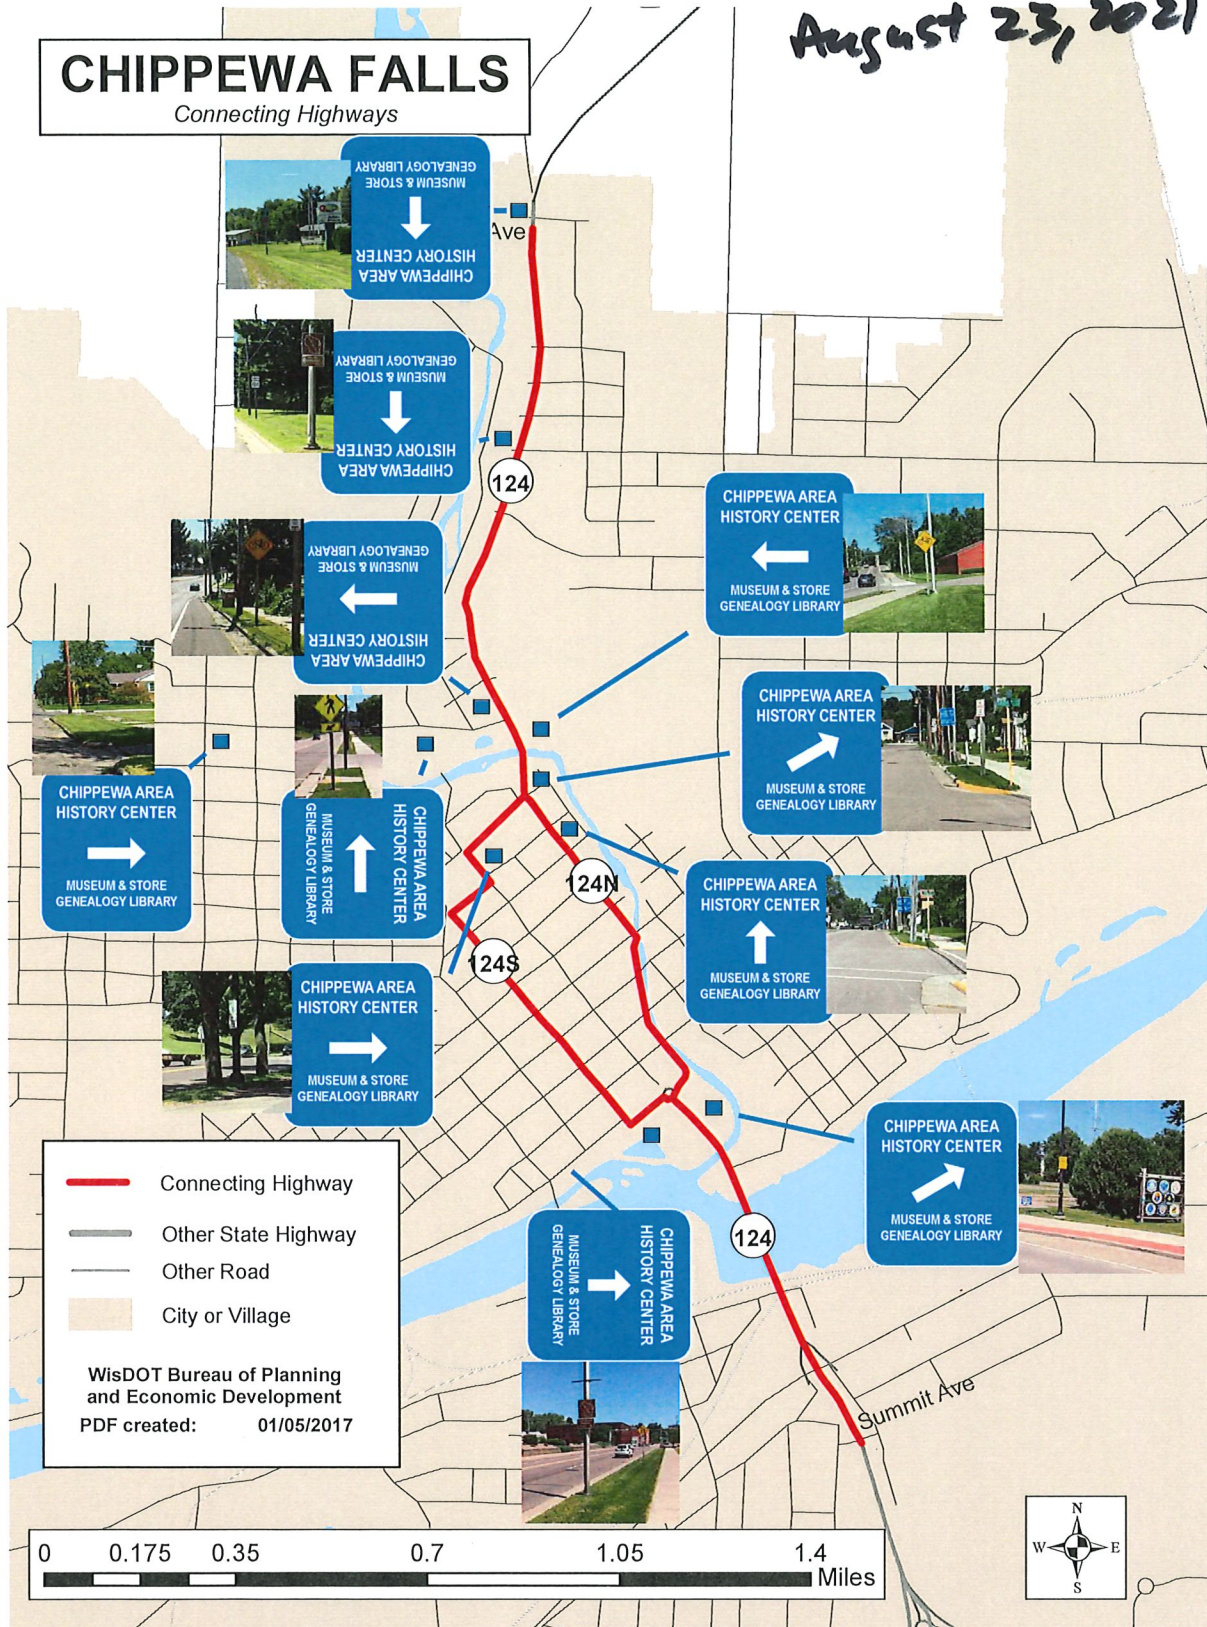 August 23, 2021
CHIPPEWA FALLS
Connecting Highways
GENEALOGY LIBRARY
MUSEUM & STORE
HISTORY CENTER
CHIPPEWA AREA
Ave
GENEALOGY LIBRARY
MUSEUM & STORE
HISTORY CENTER
CHIPPEWA AREA
124
CHIPPEWA AREA
HISTORY CENTER
MUSEUM & STORE
GENEALOGY LIBRARY
GENEALOGY LIBRARY
MUSEUM & STORE
HISTORY CENTER
CHIPPEWA AREA
CHIPPEWA AREA
HISTORY CENTER
MUSEUM & STORE
GENEALOGY LIBRARY
CHIPPEWA AREA
HISTORY CENTER
MUSEUM & STORE
GENEALOGY LIBRARY
CHIPPEWA AREA
HISTORY CENTER
MUSEUM & STORE
GENEALOGY LIBRARY
124N
CHIPPEWA AREA
HISTORY CENTER
MUSEUM & STORE
GENEALOGY LIBRARY
124S
CHIPPEWA AREA
HISTORY CENTER
MUSEUM & STORE
GENEALOGY LIBRARY
CHIPPEWA AREA
HISTORY CENTER
MUSEUM & STORE
GENEALOGY LIBRARY
CHIPPEWA AREA
HISTORY CENTER
MUSEUM & STORE
GENEALOGY LIBRARY
124
Summit Ave
Connecting Highway
Other State Highway
Other Road
City or Village
WisDOT Bureau of Planning
and Economic Development
PDF created: 01/05/2017
0 0.175 0.35 0.7 1.05 1.4
Miles
N
W E
S